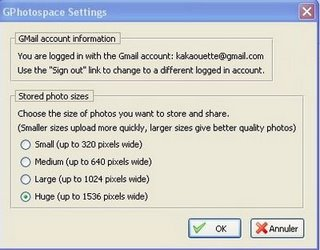 GPhotospace Settings
GMail account information
You are logged in with the Gmail account: kakaouette@gmail.com
Use the "Sign out" link to change to a different logged in account.
Stored photo sizes
Choose the size of photos you want to store and share.
(Smaller sizes upload more quickly, larger sizes give better quality photos)
Small (up to 320 pixels wide)
Medium (up to 640 pixels wide)
Large (up to 1024 pixels wide)
Huge (up to 1536 pixels wide)
OK Annuler